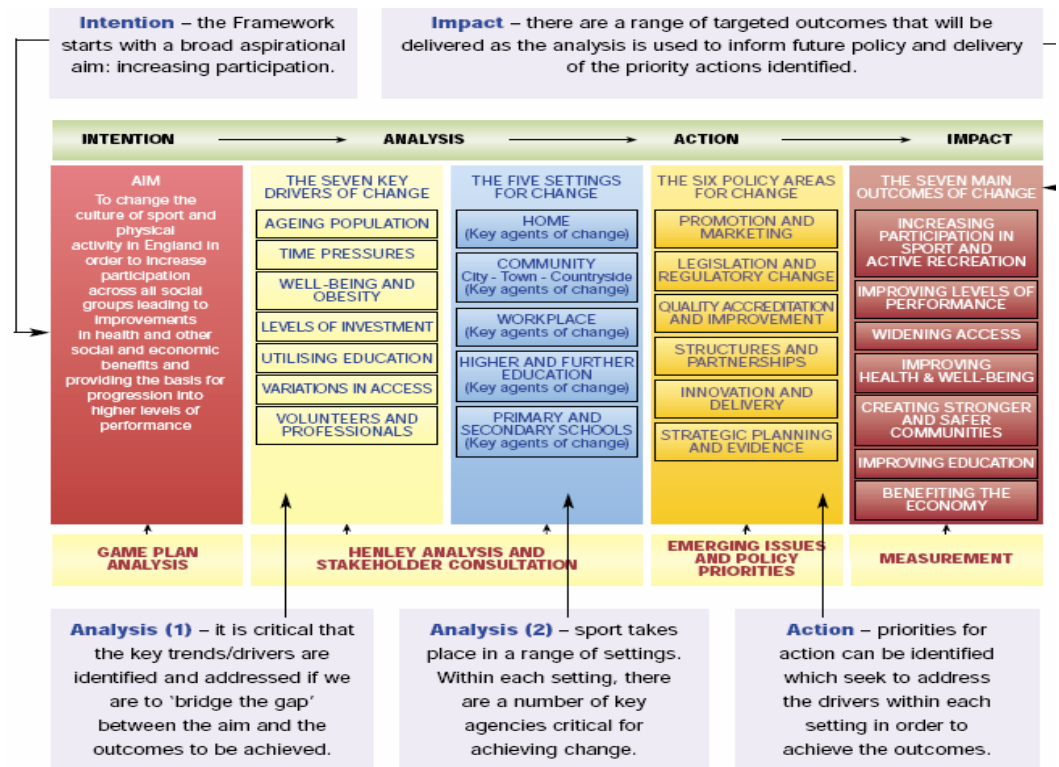 Intention – the Framework
starts with a broad aspirational
aim: increasing participation.
Impact – there are a range of targeted outcomes that will be
delivered as the analysis is used to inform future policy and delivery
of the priority actions identified.
INTENTION
ANALYSIS
ACTION
IMPACT
AIM
To change the
culture of sport and
physical
activity in England in
order to increase
participation
across all social
groups leading to
improvements
in health and other
social and economic
benefits and
providing the basis for
progression into
higher levels of
performance
THE SEVEN KEY
DRIVERS OF CHANGE
AGEING POPULATION
TIME PRESSURES
WELL-BEING AND
OBESITY
LEVELS OF INVESTMENT
UTILISING EDUCATION
VARIATIONS IN ACCESS
VOLUNTEERS AND
PROFESSIONALS
THE FIVE SETTINGS
FOR CHANGE
HOME
(Key agents of change)
COMMUNITY
City - Town - Countryside
(Key agents of change)
WORKPLACE
(Key agents of change)
HIGHER AND FURTHER
EDUCATION
(Key agents of change)
PRIMARY AND
SECONDARY SCHOOLS
(Key agents of change)
THE SIX POLICY AREAS
FOR CHANGE
PROMOTION AND
MARKETING
LEGISLATION AND
REGULATORY CHANGE
QUALITY ACCREDITATION
AND IMPROVEMENT
STRUCTURES AND
PARTNERSHIPS
INNOVATION AND
DELIVERY
STRATEGIC PLANNING
AND EVIDENCE
THE SEVEN MAIN
OUTCOMES OF CHANGE
INCREASING
PARTICIPATION IN
SPORT AND
ACTIVE RECREATION
IMPROVING LEVELS OF
PERFORMANCE
WIDENING ACCESS
IMPROVING
HEALTH & WELL-BEING
CREATING STRONGER
AND SAFER
COMMUNITIES
IMPROVING EDUCATION
BENEFITING THE
ECONOMY
GAME PLAN
ANALYSIS
HENLEY ANALYSIS AND
STAKEHOLDER CONSULTATION
EMERGING ISSUES
AND POLICY
PRIORITIES
MEASUREMENT
Analysis (1) – it is critical that
the key trends/drivers are
identified and addressed if we
are to ‘bridge the gap’
between the aim and the
outcomes to be achieved.
Analysis (2) – sport takes
place in a range of settings.
Within each setting, there
are a number of key
agencies critical for
achieving change.
Action – priorities for
action can be identified
which seek to address
the drivers within each
setting in order to
achieve the outcomes.